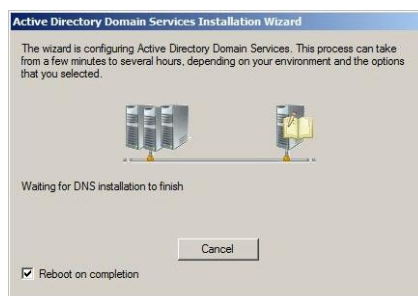 Active Directory Domain Services Installation Wizard
The wizard is configuring Active Directory Domain Services. This process can take
from a few minutes to several hours, depending on your environment and the options
that you selected.
Waiting for DNS installation to finish
Cancel
Reboot on completion